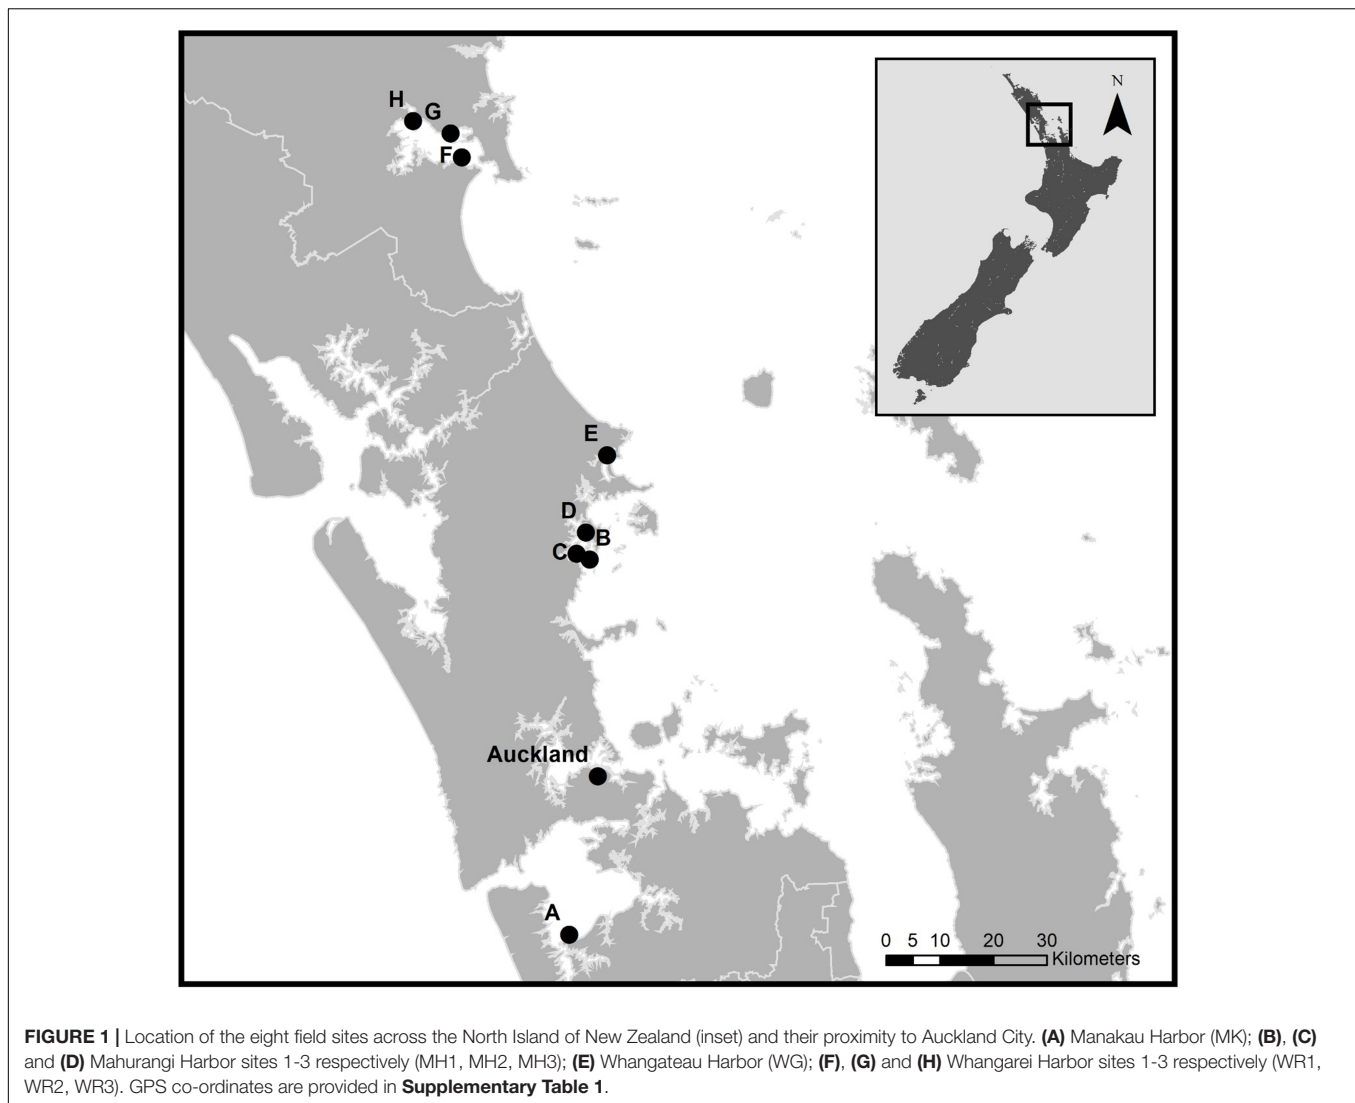 N
H
G
F
E
D
B
C
Auckland
A
0 5 10 20 30
Kilometers
FIGURE 1 | Location of the eight field sites across the North Island of New Zealand (inset) and their proximity to Auckland City. (A) Manakau Harbor (MK); (B), (C)
and (D) Mahurangi Harbor sites 1-3 respectively (MH1, MH2, MH3); (E) Whangateau Harbor (WG); (F), (G) and (H) Whangarei Harbor sites 1-3 respectively (WR1,
WR2, WR3). GPS co-ordinates are provided in Supplementary Table 1.